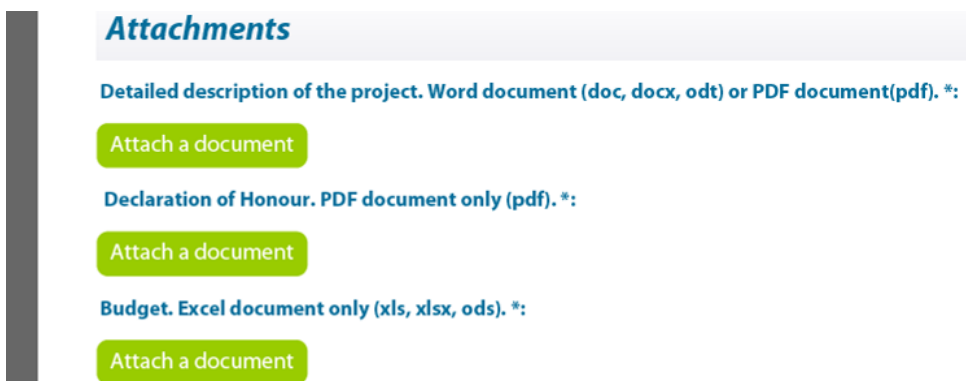 Attachments
Detailed description of the project. Word document (doc, docx, odt) or PDF document(pdf). *:
Attach a document
Declaration of Honour. PDF document only (pdf). *:
Attach a document
Budget. Excel document only (xls, xlsx, ods). *:
Attach a document